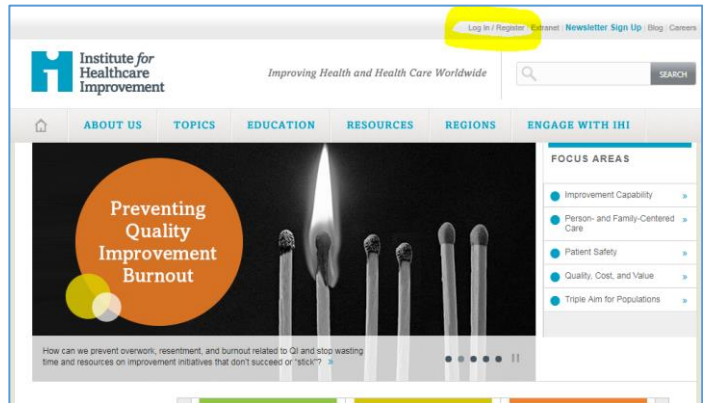 Log In / Register | Extranet | Newsletter Sign Up | Blog | Careers
Institute for
Healthcare
Improvement
Improving Health and Health Care Worldwide
SEARCH
ABOUT US TOPICS EDUCATION RESOURCES REGIONS ENGAGE WITH IHI
Preventing
Quality
Improvement
Burnout
How can we prevent overwork, resentment, and burnout related to QI and stop wasting
time and resources on improvement initiatives that don't succeed or "stick"? »
FOCUS AREAS
Improvement Capability »
Person- and Family-Centered »
Care
Patient Safety »
Quality, Cost, and Value »
Triple Aim for Populations »